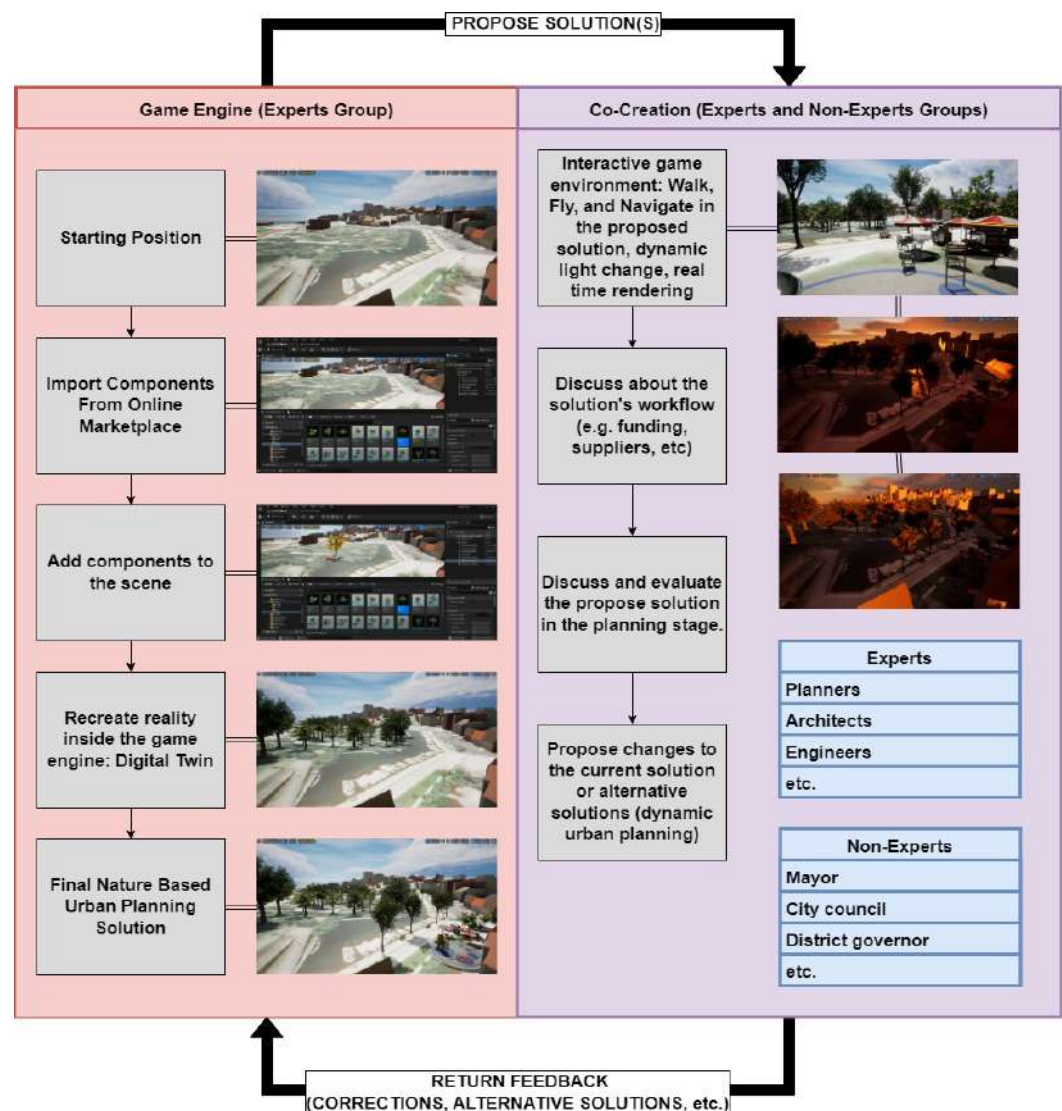 PROPOSE SOLUTION(S)
Game Engine (Experts Group)
Starting Position
Import Components
From Online
Marketplace
Add components to
the scene
Recreate reality
inside the game
engine: Digital Twin
Final Nature Based
Urban Planning
Solution
Co-Creation (Experts and Non-Experts Groups)
Interactive game
environment: Walk,
Fly, and Navigate in
the proposed
solution, dynamic
light change, real
time rendering
Discuss about the
solution's workflow
(e.g. funding,
suppliers, etc)
Discuss and evaluate
the propose solution
in the planning stage.
Propose changes to
the current solution
or alternative
solutions (dynamic
urban planning)
Experts
Planners
Architects
Engineers
etc.
Non-Experts
Mayor
City council
District governor
etc.
RETURN FEEDBACK
(CORRECTIONS, ALTERNATIVE SOLUTIONS, etc.)